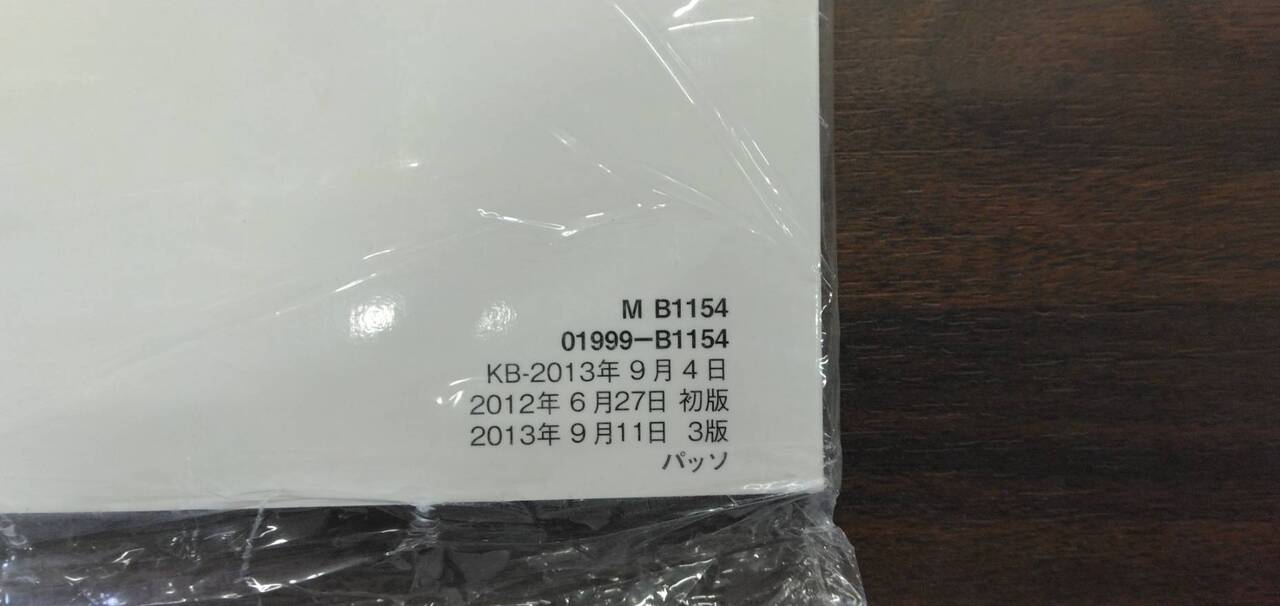 M B1154
01999−B1154
KB-2013年 9 月 4 日
2012年 6 月27日 初版
2013年 9 月11日 3版
パッソ